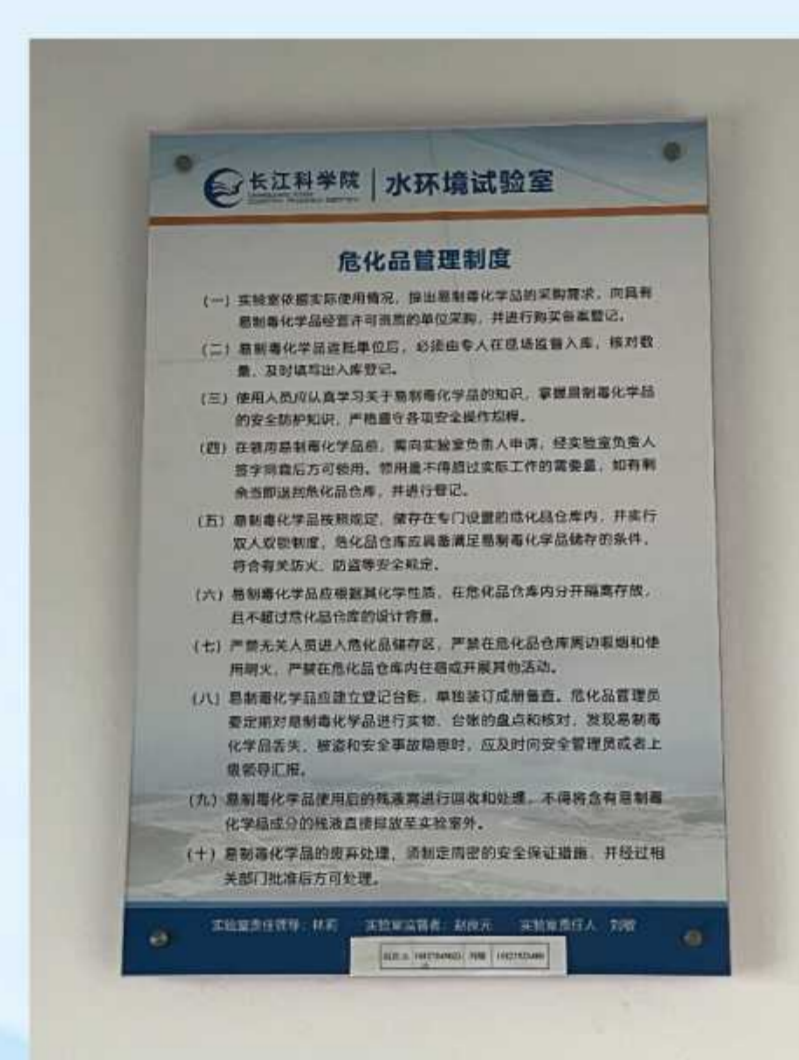 长江科学院 水环境试验室
危化品管理制度
（一）实验室依据实际使用情况，提出易制毒化学品的采购需求，向具有
易制毒化学品经营许可资质的单位采购，并进行购买备案登记。
（二）易制毒化学品运抵单位后，必须由专人在现场监督入库，核对数
量，及时填写出入库登记。
（三）使用人员应认真学习关于易制毒化学品的知识，掌握易制毒化学品
的安全防护知识，严格遵守各项安全操作规程。
（四）在领用易制毒化学品前，需向实验室负责人申请，经实验室负责人
签字同意后方可领用。领用量不得超过实际工作的需要量，如有剩
余当即送到危化品仓库，并进行登记。
（五）易制毒化学品按照规定，储存在专门设置的危化品仓库内，并实行
双人双锁制度，危化品仓库应具备满足易制毒化学品储存的条件，
符合有关防火、防盗等安全规定。
（六）易制毒化学品应根据其化学性质，在危化品仓库内分开隔离存放，
且不超过危化品仓库的设计容量。
（七）严禁无关人员进入危化品储存区，严禁在危化品仓库周边吸烟和使
用明火，严禁在危化品仓库内住宿或开展其他活动。
（八）易制毒化学品应建立登记台账，单独装订成册备查。危化品管理员
要定期对易制毒化学品进行实物、台账的盘点和核对，发现易制毒
化学品丢失、被盗和安全事故隐患时，应及时向安全管理员或者上
级领导汇报。
（九）易制毒化学品使用后的残液需进行回收和处理，不得将含有易制毒
化学品成分的残液直接排放至实验室外。
（十）易制毒化学品的废弃处理，须制定周密的安全保证措施，并经过相
关部门批准后方可处理。
实验室责任领导：林莉 实验室监督者：赵良元 实验室责任人 刘敏